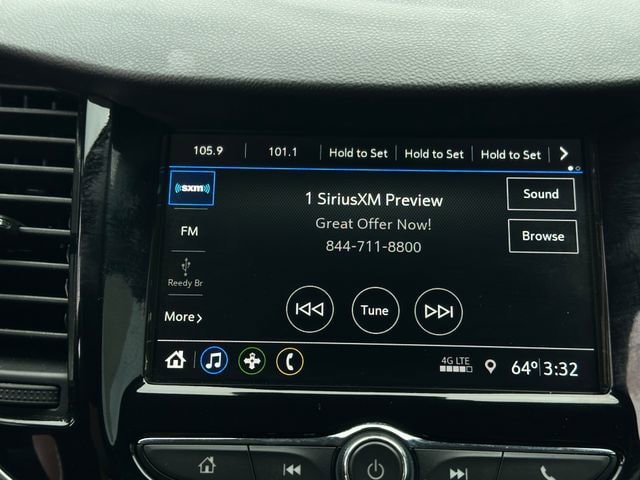 105.9 101.1 Hold to Set Hold to Set Hold to Set
((sxm))
1 SiriusXM Preview
Sound
FM
Great Offer Now!
844-711-8800
Browse
Reedy Br
More
Tune
4G LTE
64° 3:32